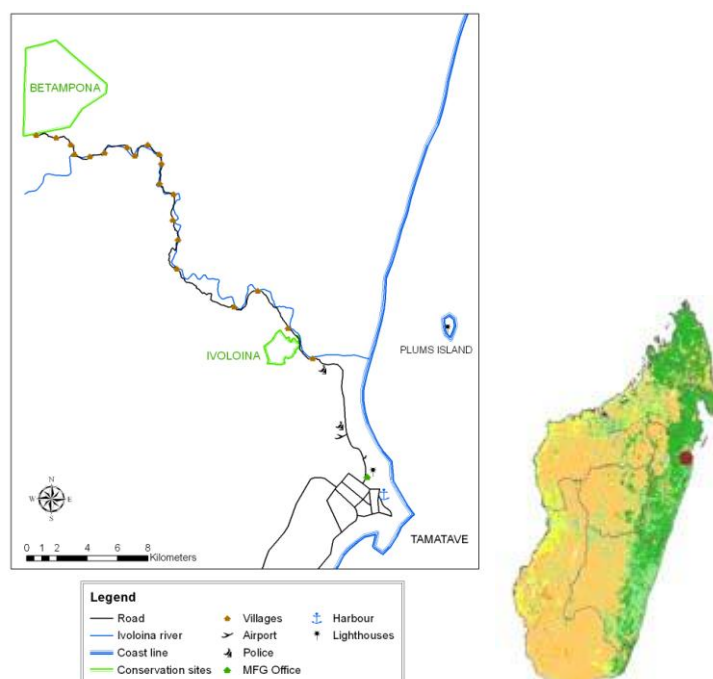 BETAMPONA
IVOLOINA
PLUMS ISLAND
TAMATAVE
N
W
E
S
0 1 2 4 6 8
Kilometers
Legend
Road
Ivoloina river
Coast line
Conservation sites
Villages
Airport
Police
MFG Office
Harbour
Lighthouses